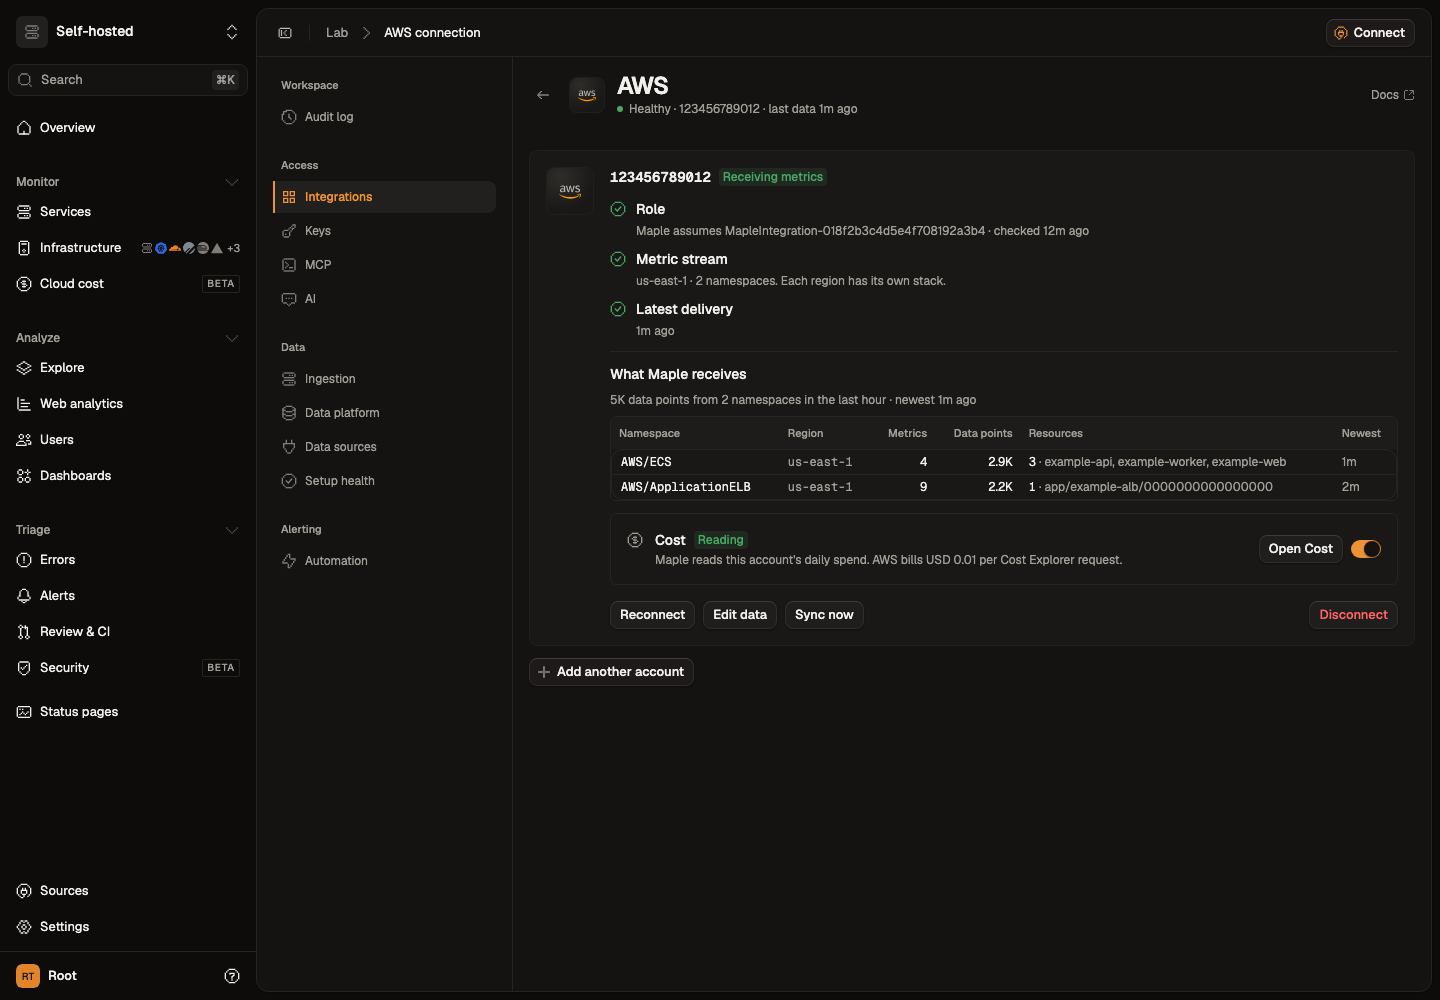 Self-hosted
Search ⌘K
Overview
Monitor
Services
Infrastructure +3
Cloud cost BETA
Analyze
Explore
Web analytics
Users
Dashboards
Triage
Errors
Alerts
Review & CI
Security BETA
Status pages
Sources
Settings
RT Root
Lab AWS connection
Connect
Workspace
Audit log
Access
Integrations
Keys
MCP
AI
Data
Ingestion
Data platform
Data sources
Setup health
Alerting
Automation
aws
AWS
Healthy · 123456789012 · last data 1m ago
Docs
aws
123456789012 Receiving metrics
Role
Maple assumes MapleIntegration-018f2b3c4d5e4f708192a3b4 · checked 12m ago
Metric stream
us-east-1 · 2 namespaces. Each region has its own stack.
Latest delivery
1m ago
What Maple receives
5K data points from 2 namespaces in the last hour · newest 1m ago
Namespace Region Metrics Data points Resources Newest
AWS/ECS us-east-1 4 2.9K 3 · example-api, example-worker, example-web 1m
AWS/ApplicationELB us-east-1 9 2.2K 1 · app/example-alb/0000000000000000 2m
Cost Reading
Maple reads this account's daily spend. AWS bills USD 0.01 per Cost Explorer request.
Open Cost
Reconnect Edit data Sync now Disconnect
Add another account